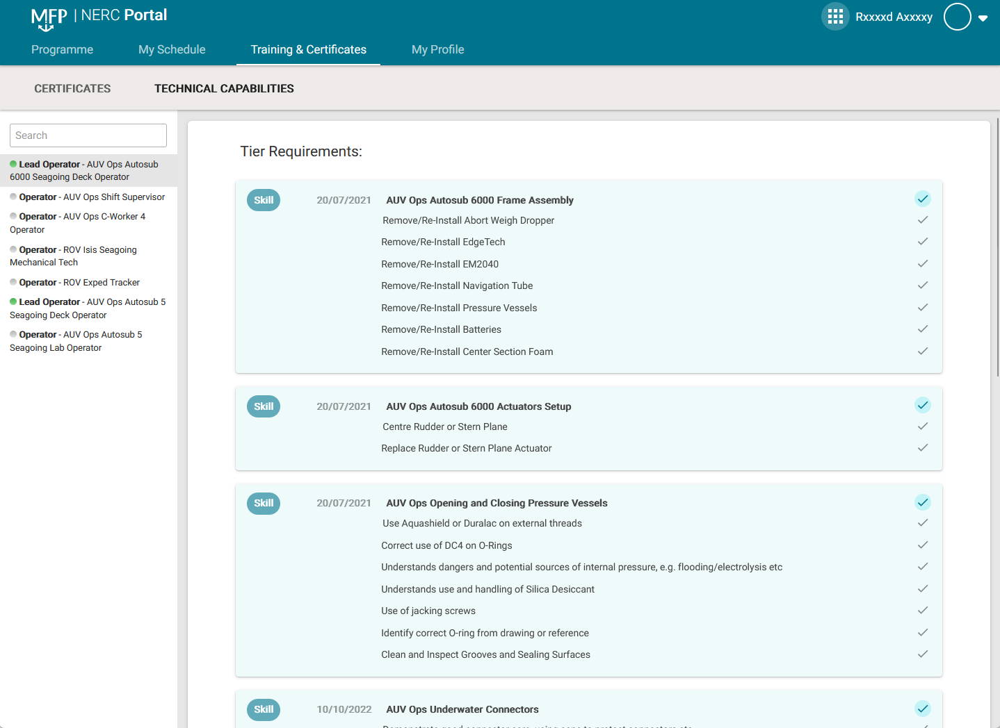 MFP | NERC Portal
Rxxxxd Axxxxy
Programme
My Schedule
Training & Certificates
My Profile
CERTIFICATES
TECHNICAL CAPABILITIES
Search
Lead Operator - AUV Ops Autosub
6000 Seagoing Deck Operator
Operator - AUV Ops Shift Supervisor
Operator - AUV Ops C-Worker 4
Operator
Operator - ROV Isis Seagoing
Mechanical Tech
Operator - ROV Exped Tracker
Lead Operator - AUV Ops Autosub 5
Seagoing Deck Operator
Operator - AUV Ops Autosub 5
Seagoing Lab Operator
Tier Requirements:
Skill 20/07/2021 AUV Ops Autosub 6000 Frame Assembly
Remove/Re-Install Abort Weigh Dropper
Remove/Re-Install EdgeTech
Remove/Re-Install EM2040
Remove/Re-Install Navigation Tube
Remove/Re-Install Pressure Vessels
Remove/Re-Install Batteries
Remove/Re-Install Center Section Foam
Skill 20/07/2021 AUV Ops Autosub 6000 Actuators Setup
Centre Rudder or Stern Plane
Replace Rudder or Stern Plane Actuator
Skill 20/07/2021 AUV Ops Opening and Closing Pressure Vessels
Use Aquashield or Duralac on external threads
Correct use of DC4 on O-Rings
Understands dangers and potential sources of internal pressure, e.g. flooding/electrolysis etc
Understands use and handling of Silica Desiccant
Use of jacking screws
Identify correct O-ring from drawing or reference
Clean and Inspect Grooves and Sealing Surfaces
Skill 10/10/2022 AUV Ops Underwater Connectors